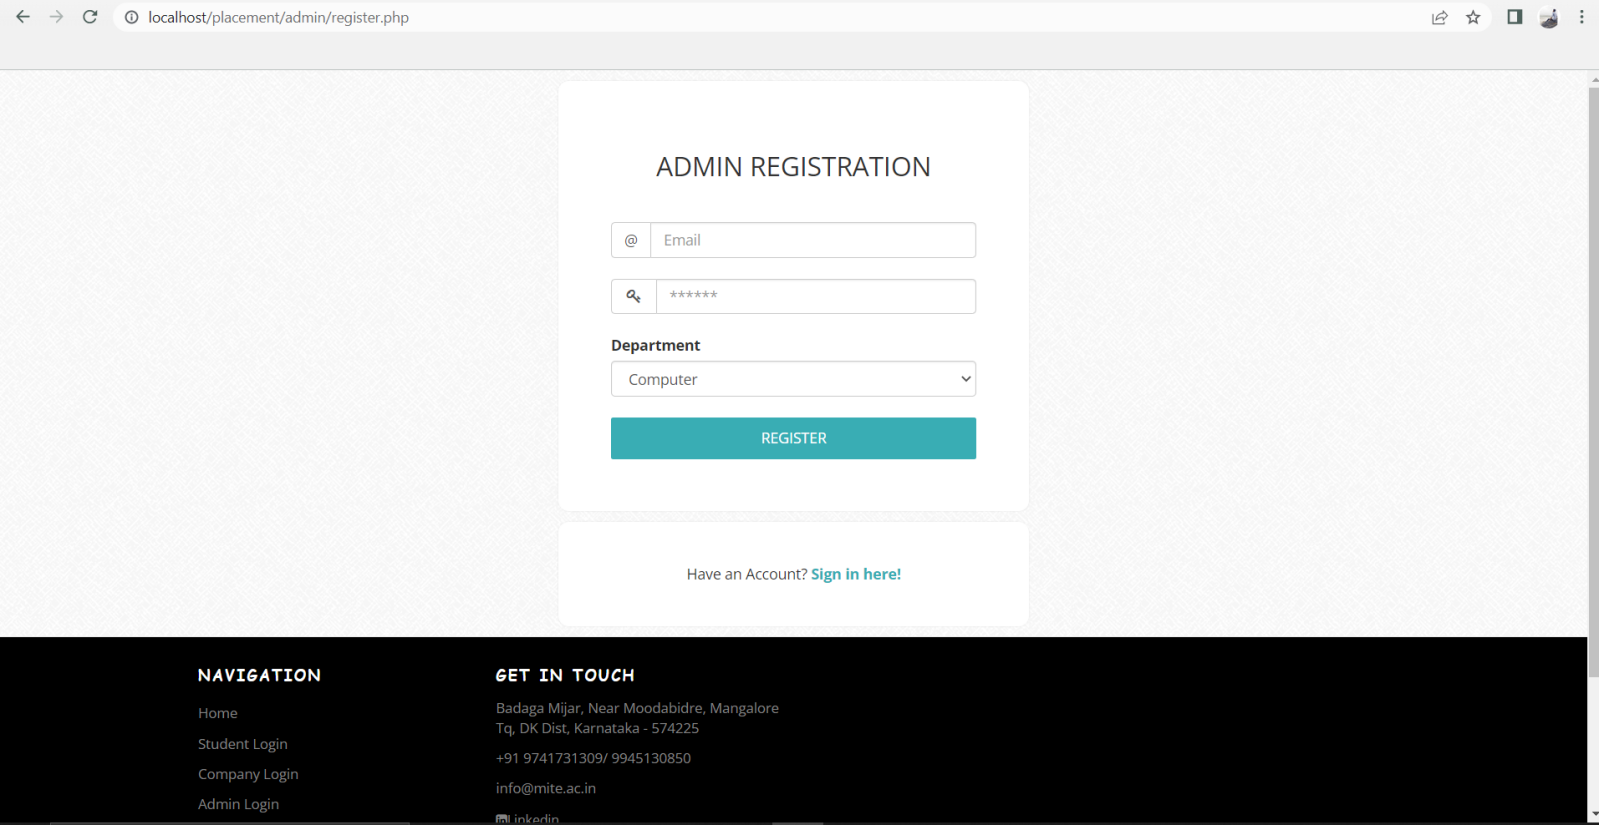 localhost/placement/admin/register.php
ADMIN REGISTRATION
@ Email
******
Department
Computer
REGISTER
Have an Account? Sign in here!
NAVIGATION
Home
Student Login
Company Login
Admin Login
GET IN TOUCH
Badaga Mijar, Near Moodabidre, Mangalore
Tq, DK Dist, Karnataka - 574225
+91 9741731309/ 9945130850
info@mite.ac.in
Linkedin